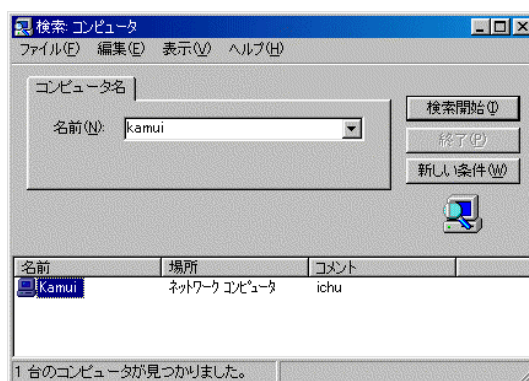 検索: コンピュータ
ファイル(F) 編集(E) 表示(V) ヘルプ(H)
コンピュータ名
名前(N): kamui
検索開始(I)
終了(P)
新しい条件(W)
名前 場所 コメント
Kamui ネットワーク コンピュータ ichu
1 台のコンピュータが見つかりました。